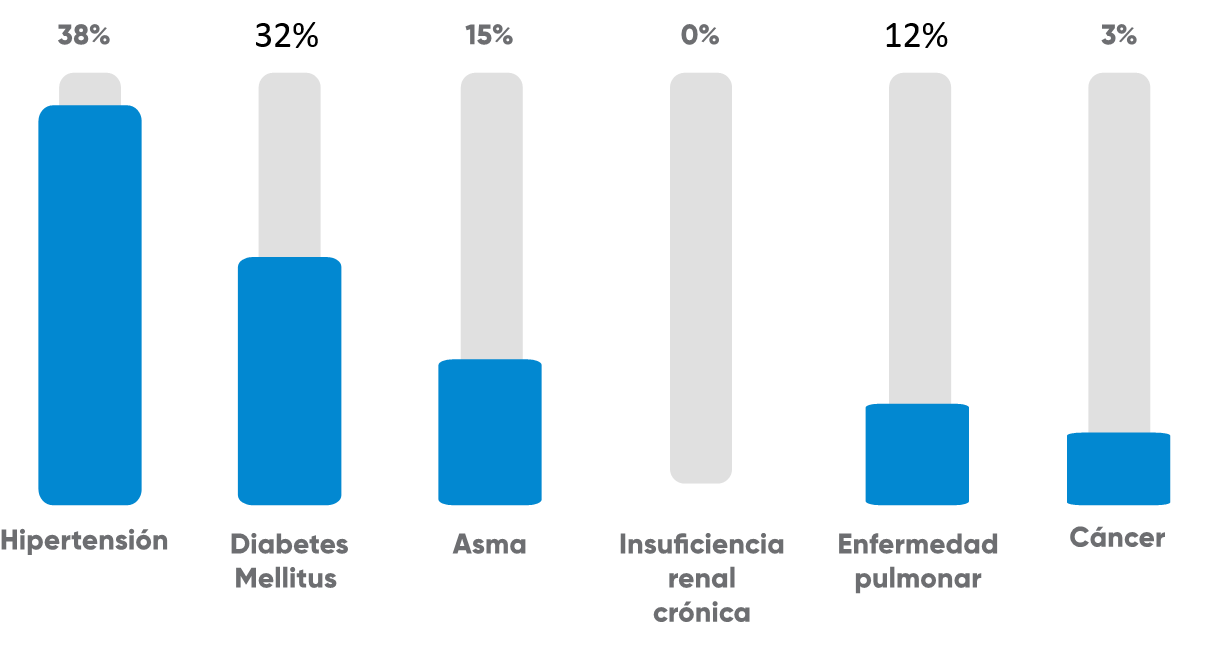 38%
32%
15%
0%
12%
3%
Hipertensión
Diabetes
Mellitus
Asma
Insuficiencia
renal
crónica
Enfermedad
pulmonar
Cáncer